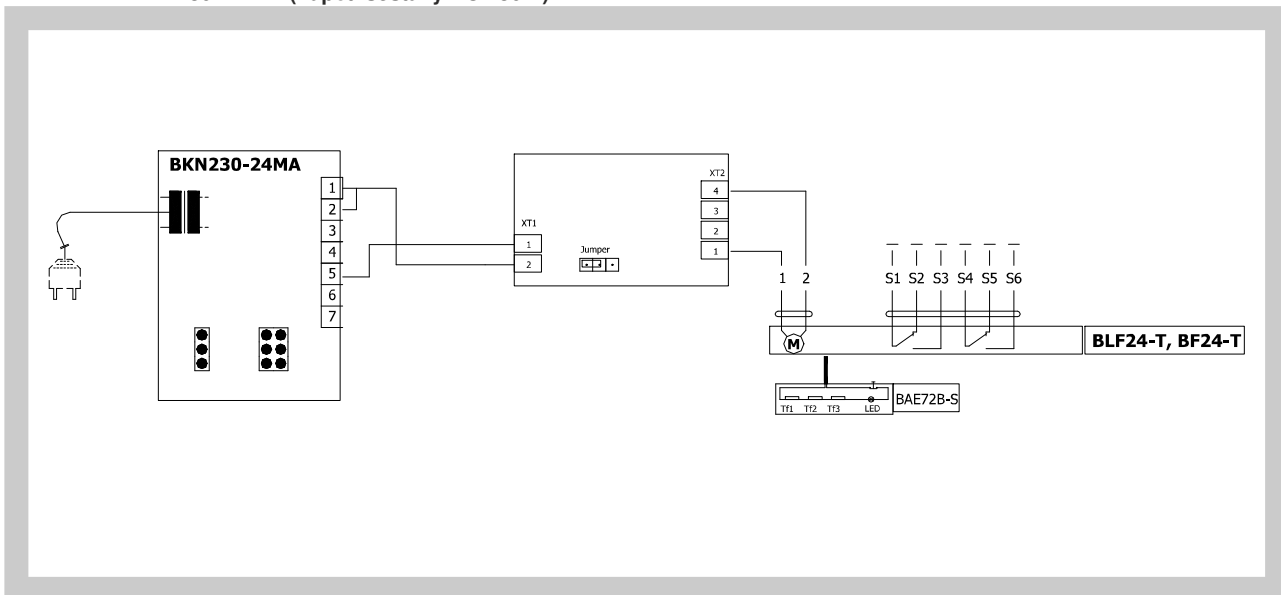 BKN230-24MA
1
2
3
4
5
6
7
XT1
1
2
Jumper
XT2
4
3
2
1
1 2 S1 S2 S3 S4 S5 S6
M
BLF24-T, BF24-T
Tf1 Tf2 Tf3 LED
BAE72B-S